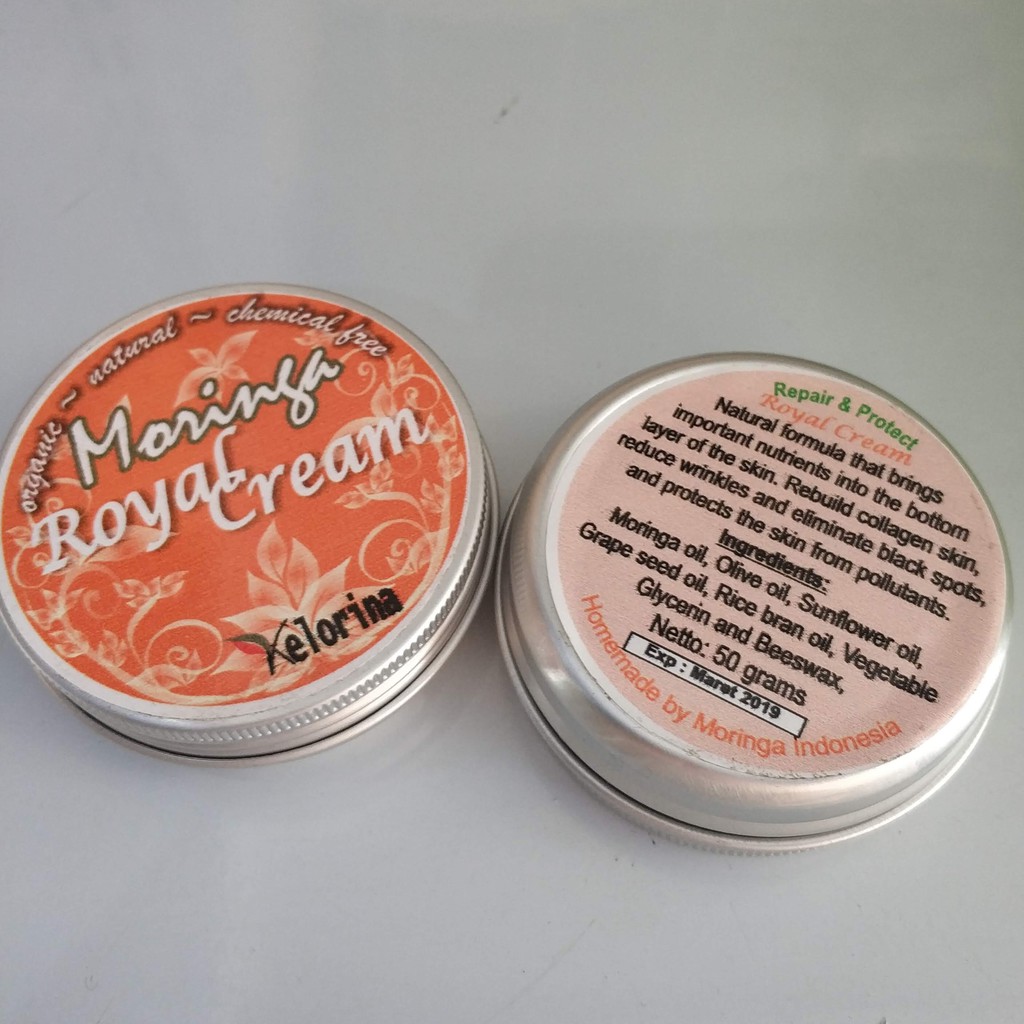 organic ~ natural ~ chemical free
Moringa
Royal Cream
Kelorina
Repair & Protect
Royal Cream
Natural formula that brings
important nutrients into the bottom
layer of the skin. Rebuild collagen skin,
reduce wrinkles and eliminate black spots,
and protects the skin from pollutants.
Ingredients:
Moringa oil, Olive oil, Sunflower oil,
Grape seed oil, Rice bran oil, Vegetable
Glycerin and Beeswax,
Netto: 50 grams
Exp : Maret 2019
Homemade by Moringa Indonesia